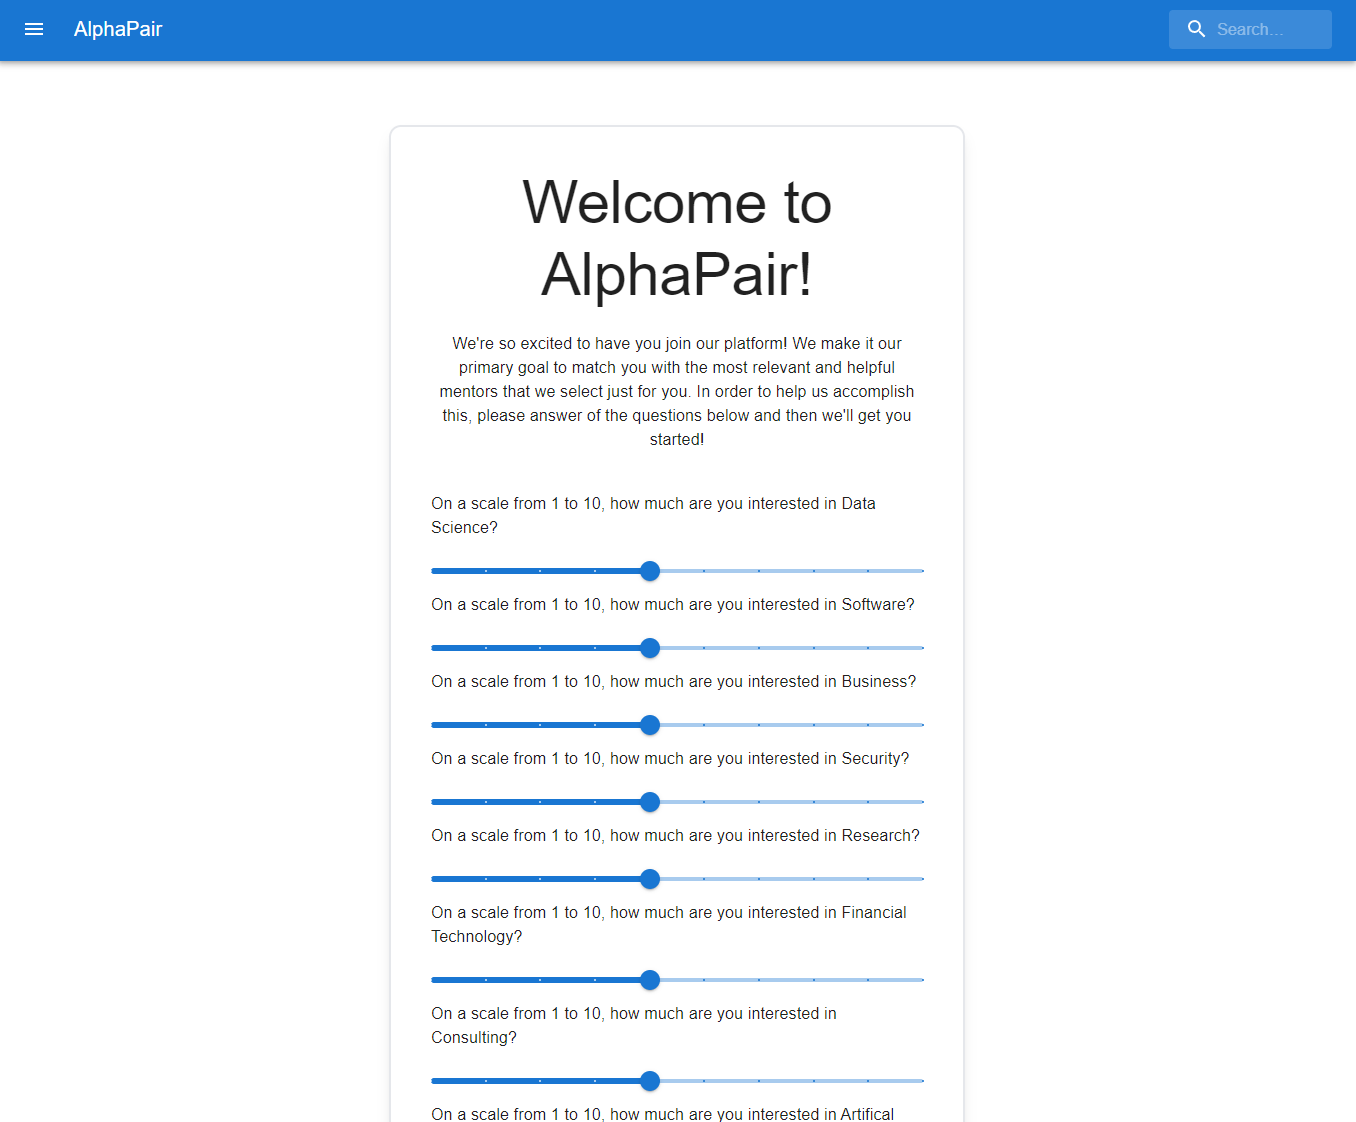 AlphaPair
Search...
Welcome to
AlphaPair!
We're so excited to have you join our platform! We make it our
primary goal to match you with the most relevant and helpful
mentors that we select just for you. In order to help us accomplish
this, please answer of the questions below and then we'll get you
started!
On a scale from 1 to 10, how much are you interested in Data
Science?
On a scale from 1 to 10, how much are you interested in Software?
On a scale from 1 to 10, how much are you interested in Business?
On a scale from 1 to 10, how much are you interested in Security?
On a scale from 1 to 10, how much are you interested in Research?
On a scale from 1 to 10, how much are you interested in Financial
Technology?
On a scale from 1 to 10, how much are you interested in
Consulting?
On a scale from 1 to 10, how much are you interested in Artifical